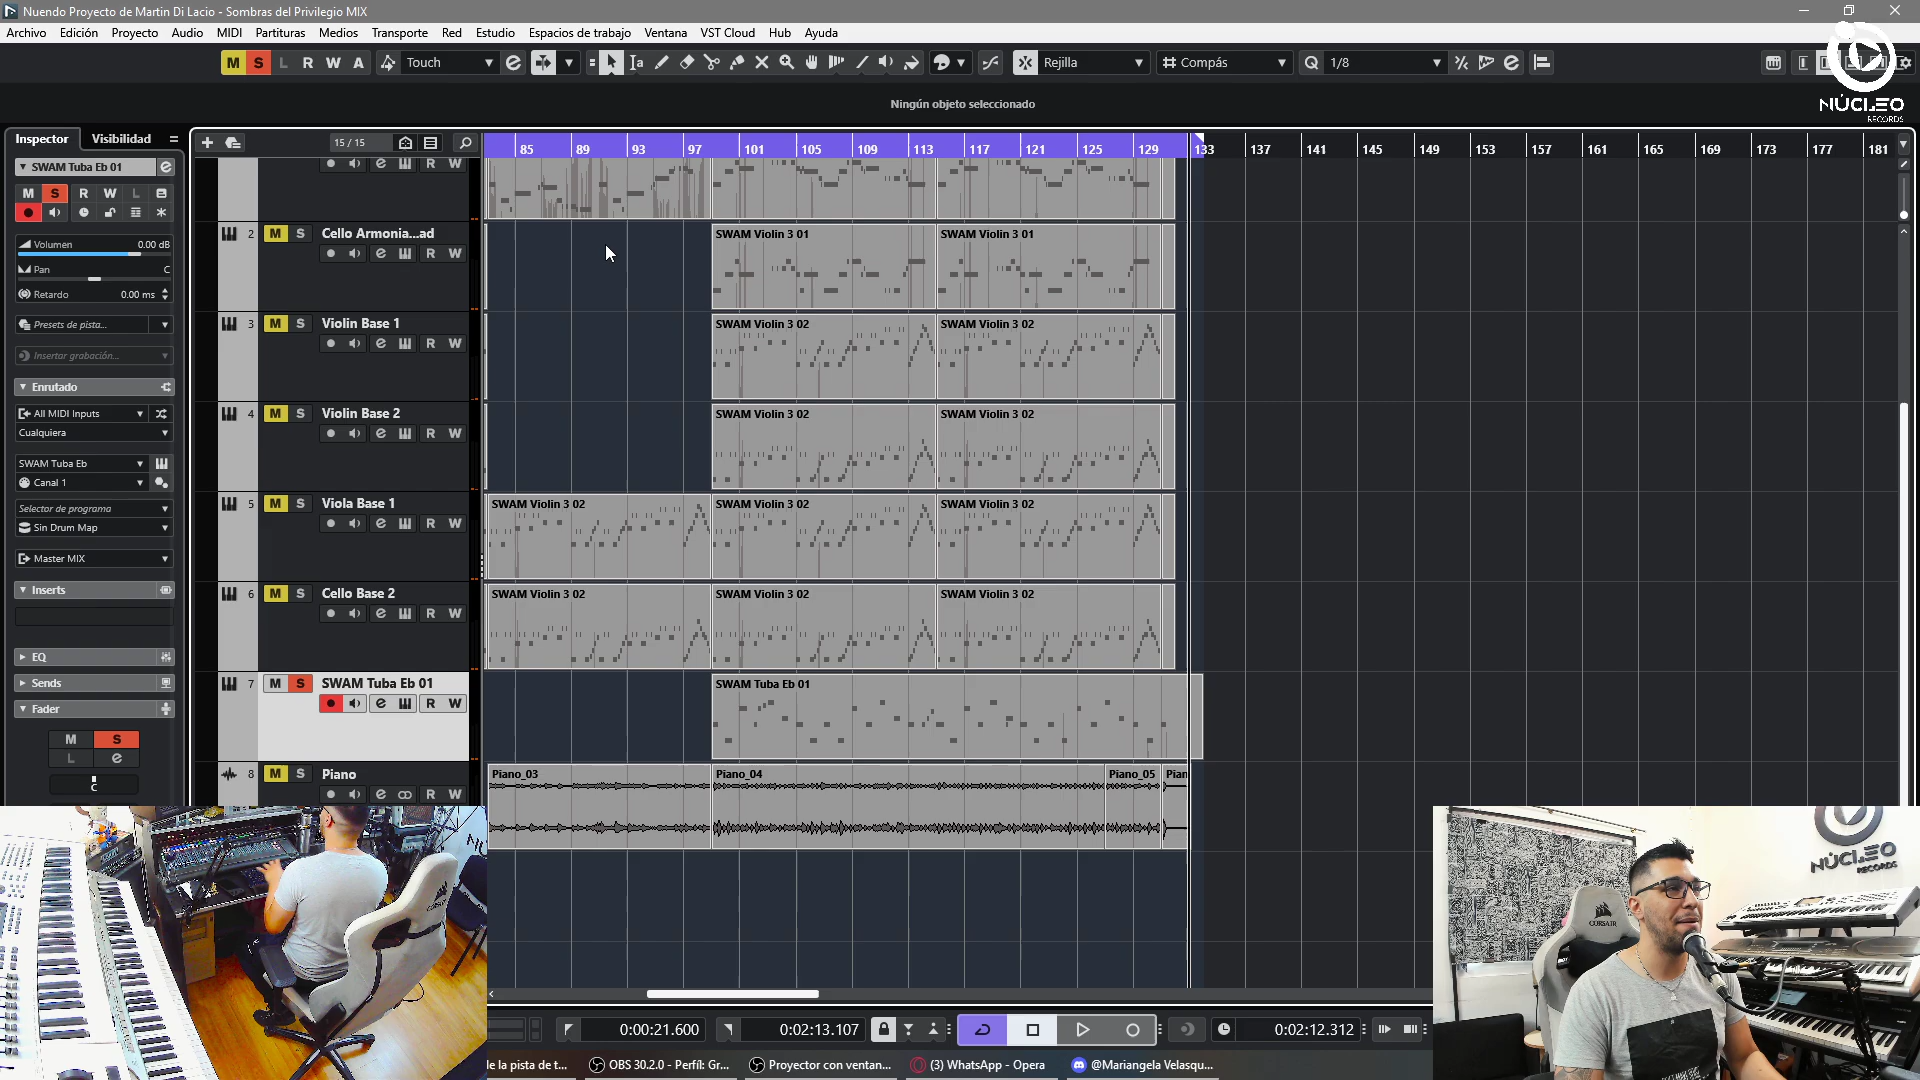 Nuendo Proyecto de Martin Di Lacio - Sombras del Privilegio MIX
Archivo Edición Proyecto Audio MIDI Partituras Medios Transporte Red Estudio Espacios de trabajo Ventana VST Cloud Hub Ayuda
M S L R W A Touch Rejilla Compás Q 1/8
NÚCLEO
RECORDS
Ningún objeto seleccionado
Inspector Visibilidad
15 / 15
85 89 93 97 101 105 109 113 117 121 125 129 133 137 141 145 149 153 157 161 165 169 173 177 181
SWAM Tuba Eb 01
M S R W L
Volumen 0.00 dB
Pan C
Retardo 0.00 ms
Presets de pista...
Insertar grabación...
Enrutado
All MIDI Inputs
Cualquiera
SWAM Tuba Eb
Canal 1
Selector de programa
Sin Drum Map
Master MIX
Inserts
EQ
Sends
Fader
M S
L e
C
R W
2 M S Cello Armonia...ad
R W
SWAM Violin 3 01 SWAM Violin 3 01
3 M S Violin Base 1
R W
SWAM Violin 3 02 SWAM Violin 3 02
4 M S Violin Base 2
R W
SWAM Violin 3 02 SWAM Violin 3 02
5 M S Viola Base 1
R W
SWAM Violin 3 02 SWAM Violin 3 02 SWAM Violin 3 02
6 M S Cello Base 2
R W
SWAM Violin 3 02 SWAM Violin 3 02 SWAM Violin 3 02
7 M S SWAM Tuba Eb 01
R W
SWAM Tuba Eb 01
8 M S Piano
R W
Piano_03 Piano_04 Piano_05 Pian
CORSAIR
NÚCLEO
RECORDS
0:00:21.600 0:02:13.107 0:02:12.312
le la pista de t... OBS 30.2.0 - Perfil: Gr... Proyector con ventan... (3) WhatsApp - Opera @Mariangela Velasqu...